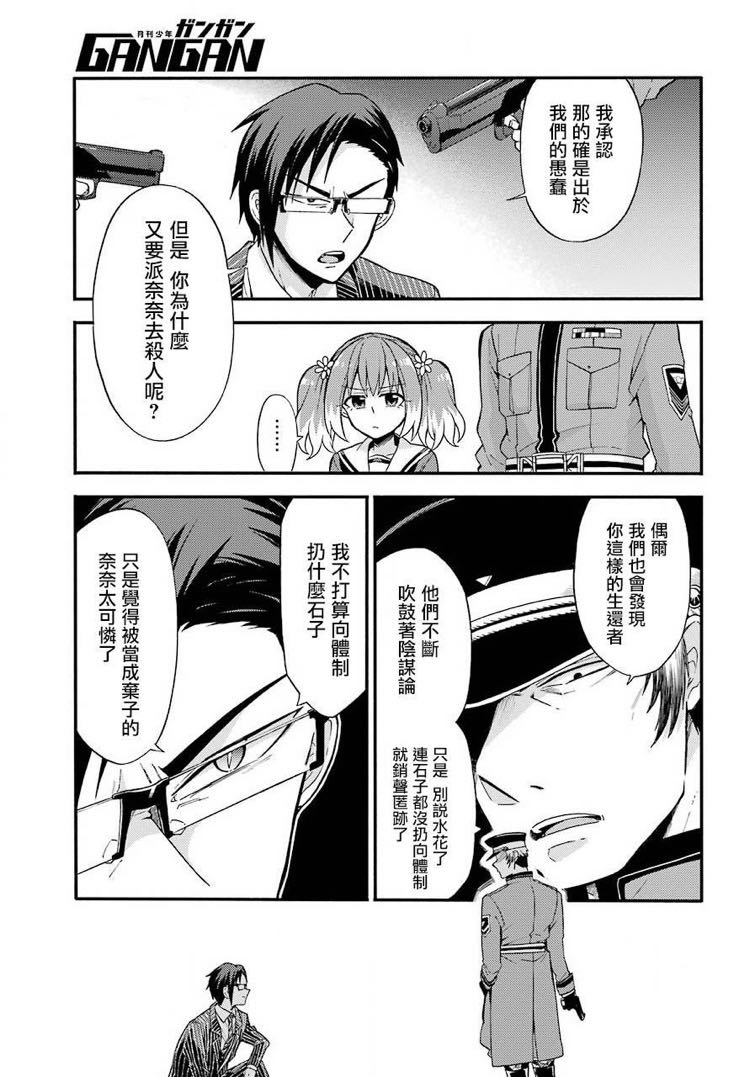 月刊少年
ガンガン
GANGAN
我承認
那的確是出於
我們的愚蠢
但是 你為什麼
又要派奈奈去殺人呢？
……
偶爾
我們也會發現
你這樣的生還者
他們不斷
吹鼓著陰謀論
只是 別説水花了
連石子都沒扔向體制
就銷聲匿跡了
我不打算向體制
扔什麼石子
只是覺得被當成棄子的
奈奈太可憐了